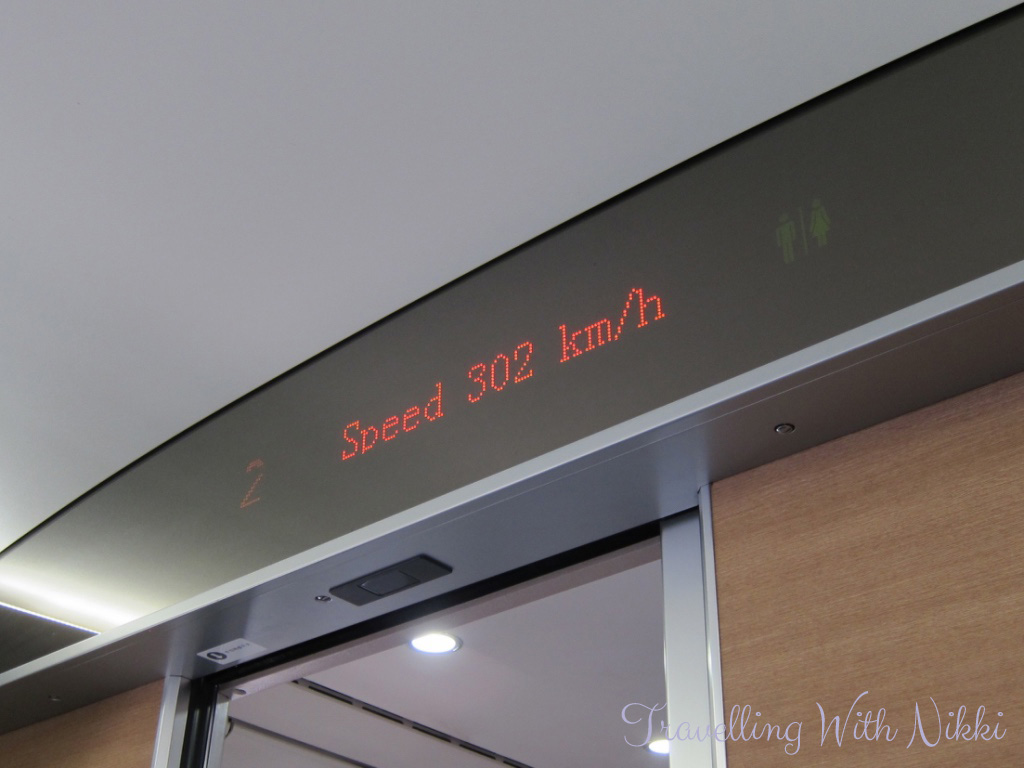 2
Speed 302 km/h
Travelling With Nikki